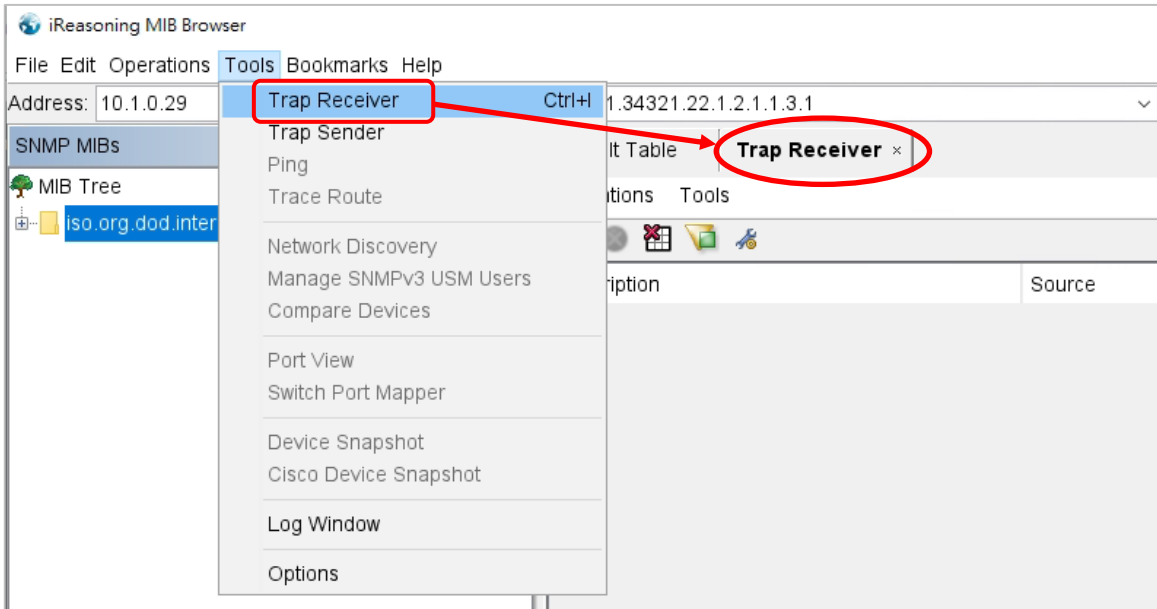 iReasoning MIB Browser
File Edit Operations Tools Bookmarks Help
Address: 10.1.0.29 1.34321.22.1.2.1.1.3.1
Trap Receiver Ctrl+I
Trap Sender
Ping
Trace Route
Network Discovery
Manage SNMPv3 USM Users
Compare Devices
Port View
Switch Port Mapper
Device Snapshot
Cisco Device Snapshot
Log Window
Options
SNMP MIBs
MIB Tree
iso.org.dod.inter
lt Table Trap Receiver ×
tions Tools
ription Source